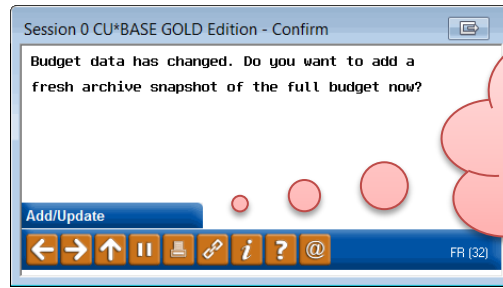 Session 0 CU*BASE GOLD Edition - Confirm
Budget data has changed. Do you want to add a
fresh archive snapshot of the full budget now?
Add/Update
i ? @
FR (32)